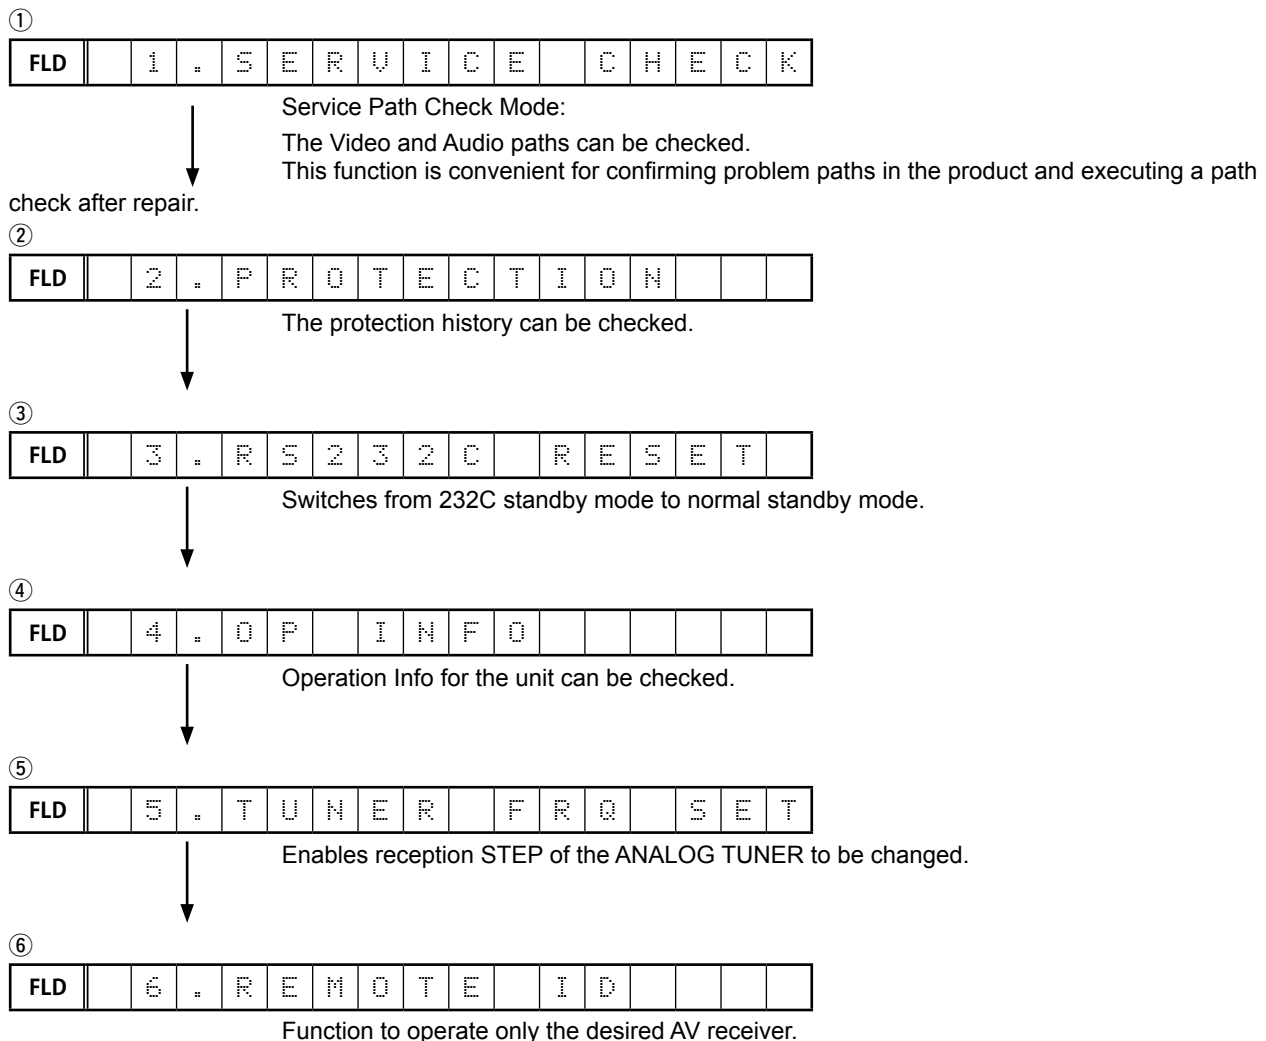 ①
FLD 1.SERVICE CHECK
Service Path Check Mode:
The Video and Audio paths can be checked.
This function is convenient for confirming problem paths in the product and executing a path
check after repair.
②
FLD 2.PROTECTION
The protection history can be checked.
③
FLD 3.RS232C RESET
Switches from 232C standby mode to normal standby mode.
④
FLD 4.OP INFO
Operation Info for the unit can be checked.
⑤
FLD 5.TUNER FRQ SET
Enables reception STEP of the ANALOG TUNER to be changed.
⑥
FLD 6.REMOTE ID
Function to operate only the desired AV receiver.